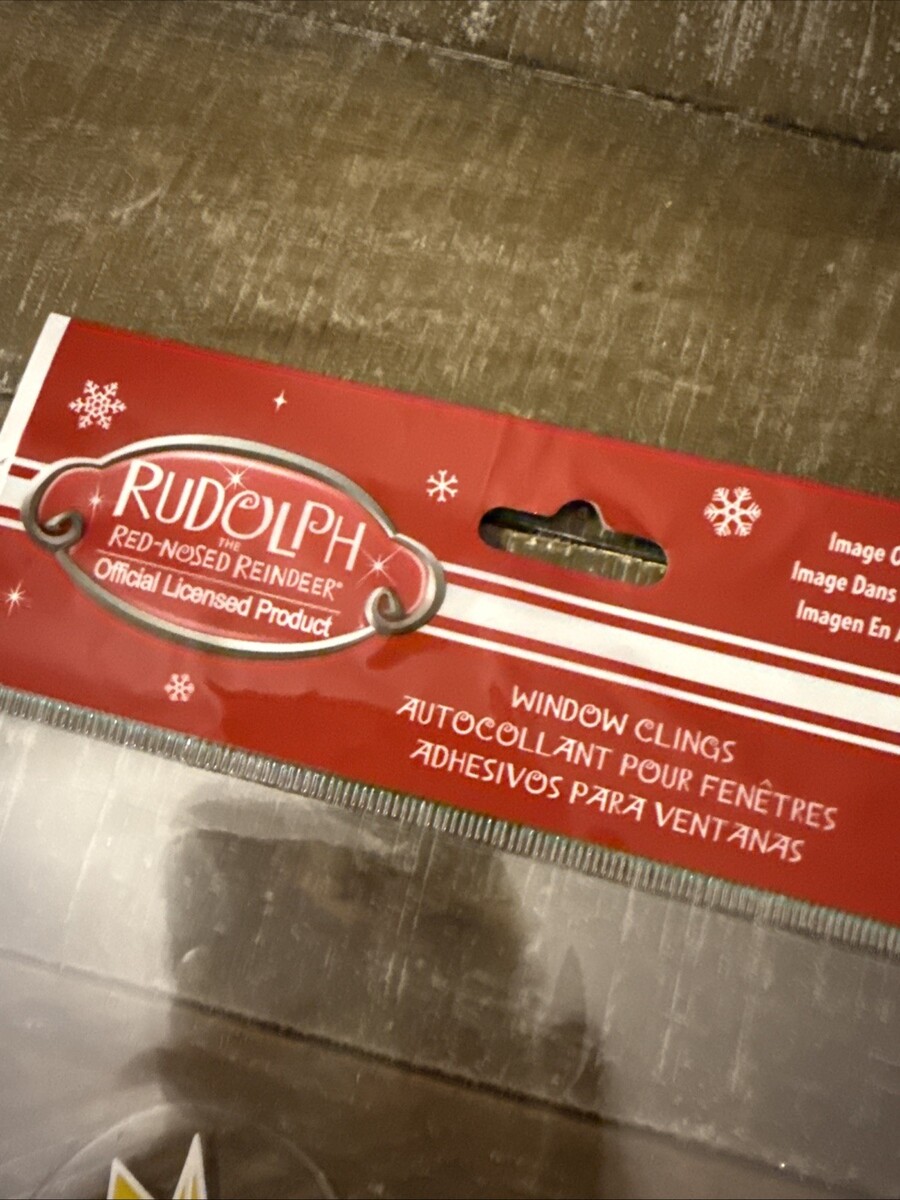 RUDOLPH
THE
RED-NOSED REINDEER®
Official Licensed Product
Image
Image Dans
Imagen En
WINDOW CLINGS
AUTOCOLLANT POUR FENÊTRES
ADHESIVOS PARA VENTANAS